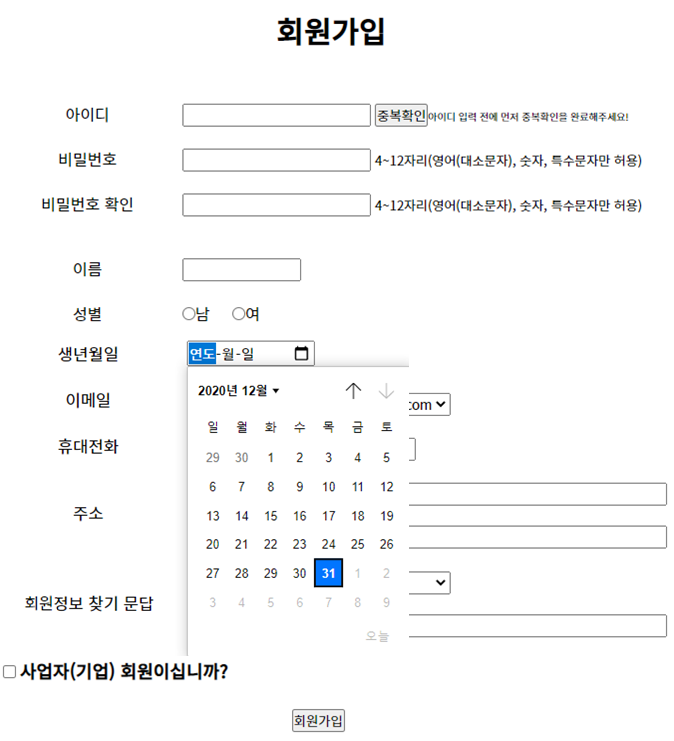 회원가입
아이디 중복확인 아이디 입력 전에 먼저 중복확인을 완료해주세요!
비밀번호 4~12자리(영어(대소문자), 숫자, 특수문자만 허용)
비밀번호 확인 4~12자리(영어(대소문자), 숫자, 특수문자만 허용)
이름
성별 남 여
생년월일 연도-월-일
2020년 12월
이메일 com
일 월 화 수 목 금 토
휴대전화
29 30 1 2 3 4 5
6 7 8 9 10 11 12
주소
13 14 15 16 17 18 19
20 21 22 23 24 25 26
27 28 29 30 31 1 2
회원정보 찾기 문답
3 4 5 6 7 8 9
오늘
사업자(기업) 회원이십니까?
회원가입